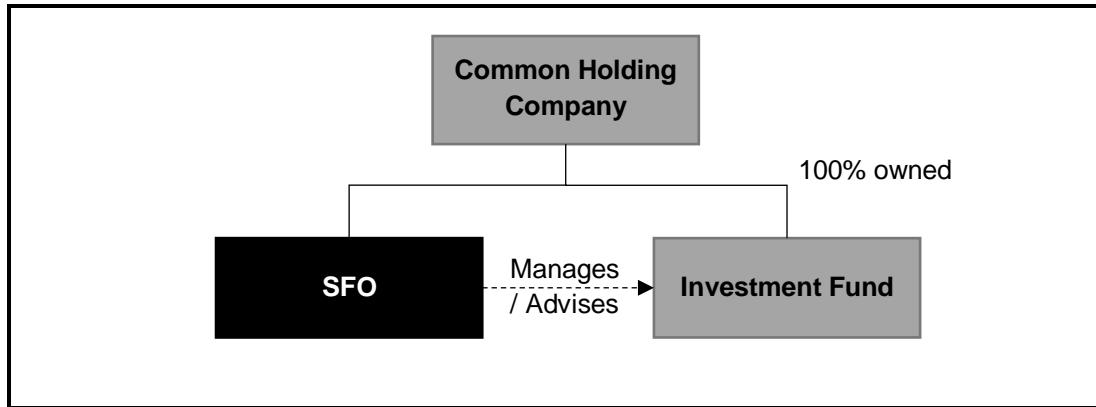 Common Holding
Company
100% owned
SFO
Manages
/ Advises
Investment Fund